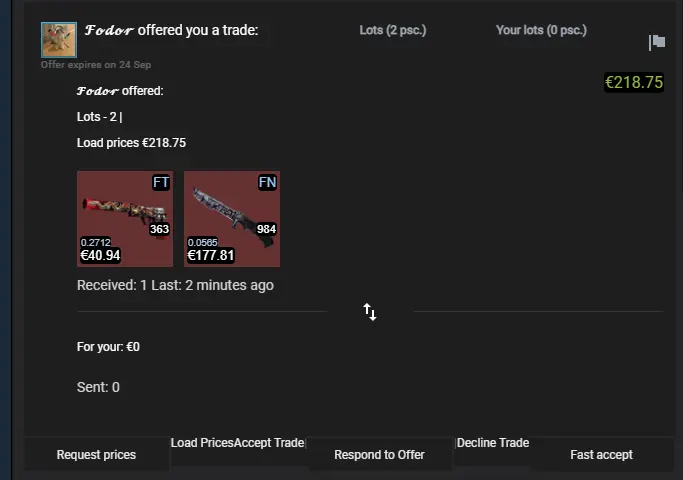 𝓕𝓸𝓭𝓸𝓻 offered you a trade:
Lots (2 psc.)
Your lots (0 psc.)
Offer expires on 24 Sep
€218.75
𝓕𝓸𝓭𝓸𝓻 offered:
Lots - 2 |
Load prices €218.75
FT
363
0.2712
€40.94
FN
984
0.0565
€177.81
Received: 1 Last: 2 minutes ago
For your: €0
Sent: 0
Request prices
Load Prices
Accept Trade
Respond to Offer
Decline Trade
Fast accept